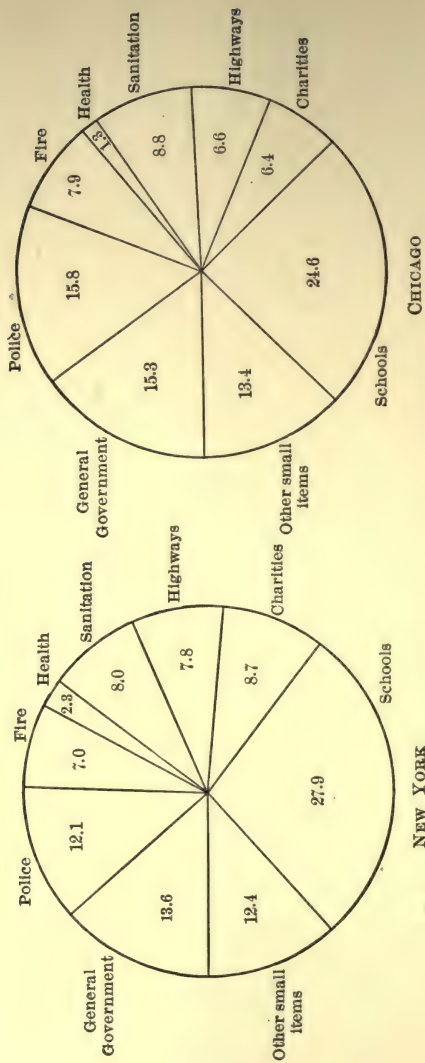 Police
Fire
Health
Sanitation
Highways
Charities
Schools
Other small
items
General
Government
12.1
7.0
2.3
8.0
7.8
8.7
27.9
12.4
13.6
NEW YORK
Police
Fire
Health
Sanitation
Highways
Charities
Schools
Other small
items
General
Government
15.8
7.9
1.2
8.8
6.6
6.4
24.6
13.4
15.3
CHICAGO